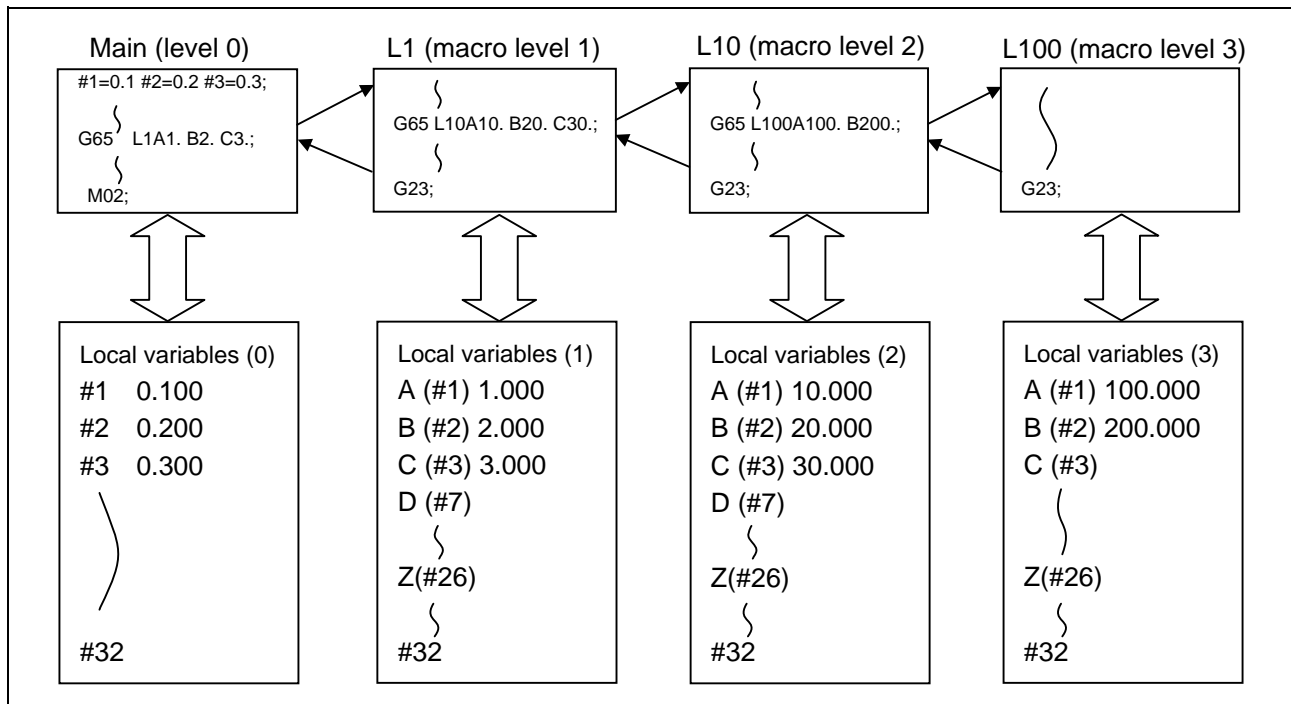 Main (level 0)
#1=0.1 #2=0.2 #3=0.3;
G65 L1A1. B2. C3.;
M02;
L1 (macro level 1)
G65 L10A10. B20. C30.;
G23;
L10 (macro level 2)
G65 L100A100. B200.;
G23;
L100 (macro level 3)
G23;
Local variables (0)
#1 0.100
#2 0.200
#3 0.300
#32
Local variables (1)
A (#1) 1.000
B (#2) 2.000
C (#3) 3.000
D (#7)
Z(#26)
#32
Local variables (2)
A (#1) 10.000
B (#2) 20.000
C (#3) 30.000
D (#7)
Z(#26)
#32
Local variables (3)
A (#1) 100.000
B (#2) 200.000
C (#3)
Z(#26)
#32